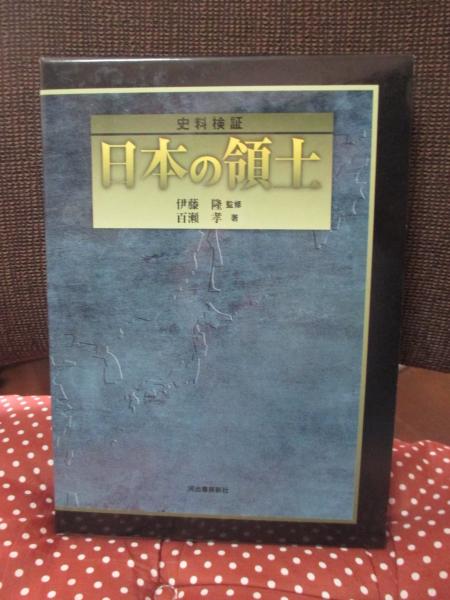 史料検証
日本の領土
伊藤 隆 監修
百瀬 孝 著
河出書房新社